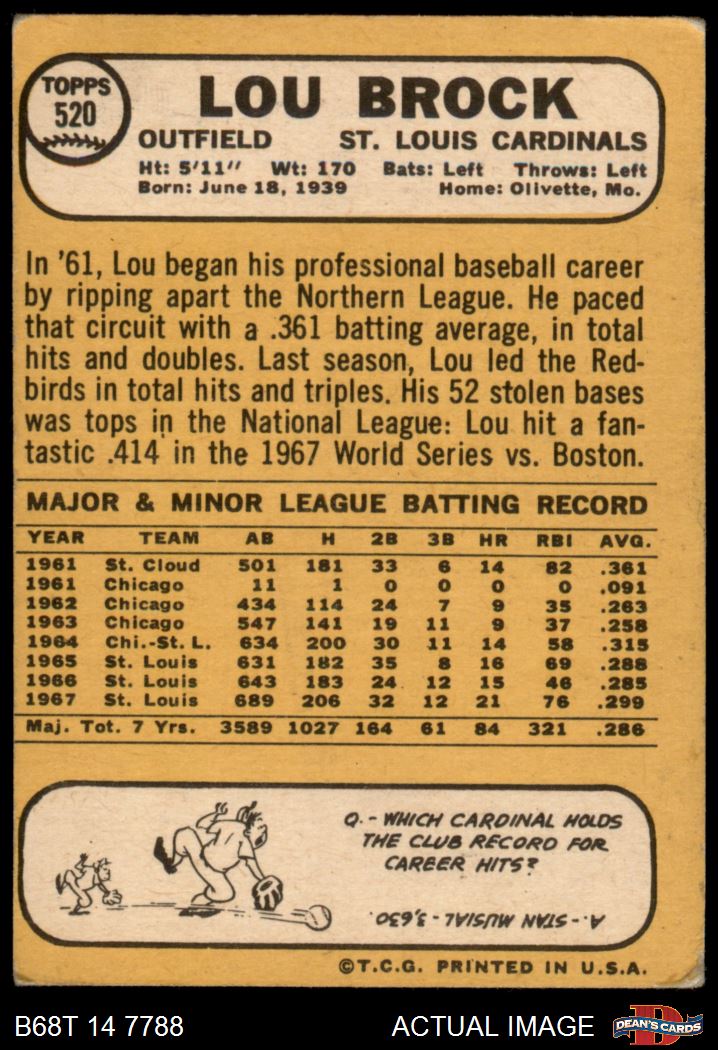 TOPPS
520
LOU BROCK
OUTFIELD ST. LOUIS CARDINALS
Ht: 5'11" Wt: 170 Bats: Left Throws: Left
Born: June 18, 1939 Home: Olivette, Mo.
In '61, Lou began his professional baseball career
by ripping apart the Northern League. He paced
that circuit with a .361 batting average, in total
hits and doubles. Last season, Lou led the Red-
birds in total hits and triples. His 52 stolen bases
was tops in the National League: Lou hit a fan-
tastic .414 in the 1967 World Series vs. Boston.
MAJOR & MINOR LEAGUE BATTING RECORD
YEAR TEAM AB H 2B 3B HR RBI AVG.
1961 St. Cloud 501 181 33 6 14 82 .361
1961 Chicago 11 1 0 0 0 0 .091
1962 Chicago 434 114 24 7 9 35 .263
1963 Chicago 547 141 19 11 9 37 .258
1964 Chi.-St. L. 634 200 30 11 14 58 .315
1965 St. Louis 631 182 35 8 16 69 .288
1966 St. Louis 643 183 24 12 15 46 .285
1967 St. Louis 689 206 32 12 21 76 .299
Maj. Tot. 7 Yrs. 3589 1027 164 61 84 321 .286
Q.- WHICH CARDINAL HOLDS
THE CLUB RECORD FOR
CAREER HITS?
A.- STAN MUSIAL - 3,630
©T.C.G. PRINTED IN U.S.A.
B68T 14 7788 ACTUAL IMAGE DEAN'S CARDS